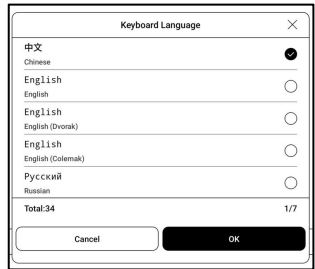 Keyboard Language
中文
Chinese
English
English
English
English (Dvorak)
English
English (Colemak)
Русский
Russian
Total:34 1/7
Cancel OK